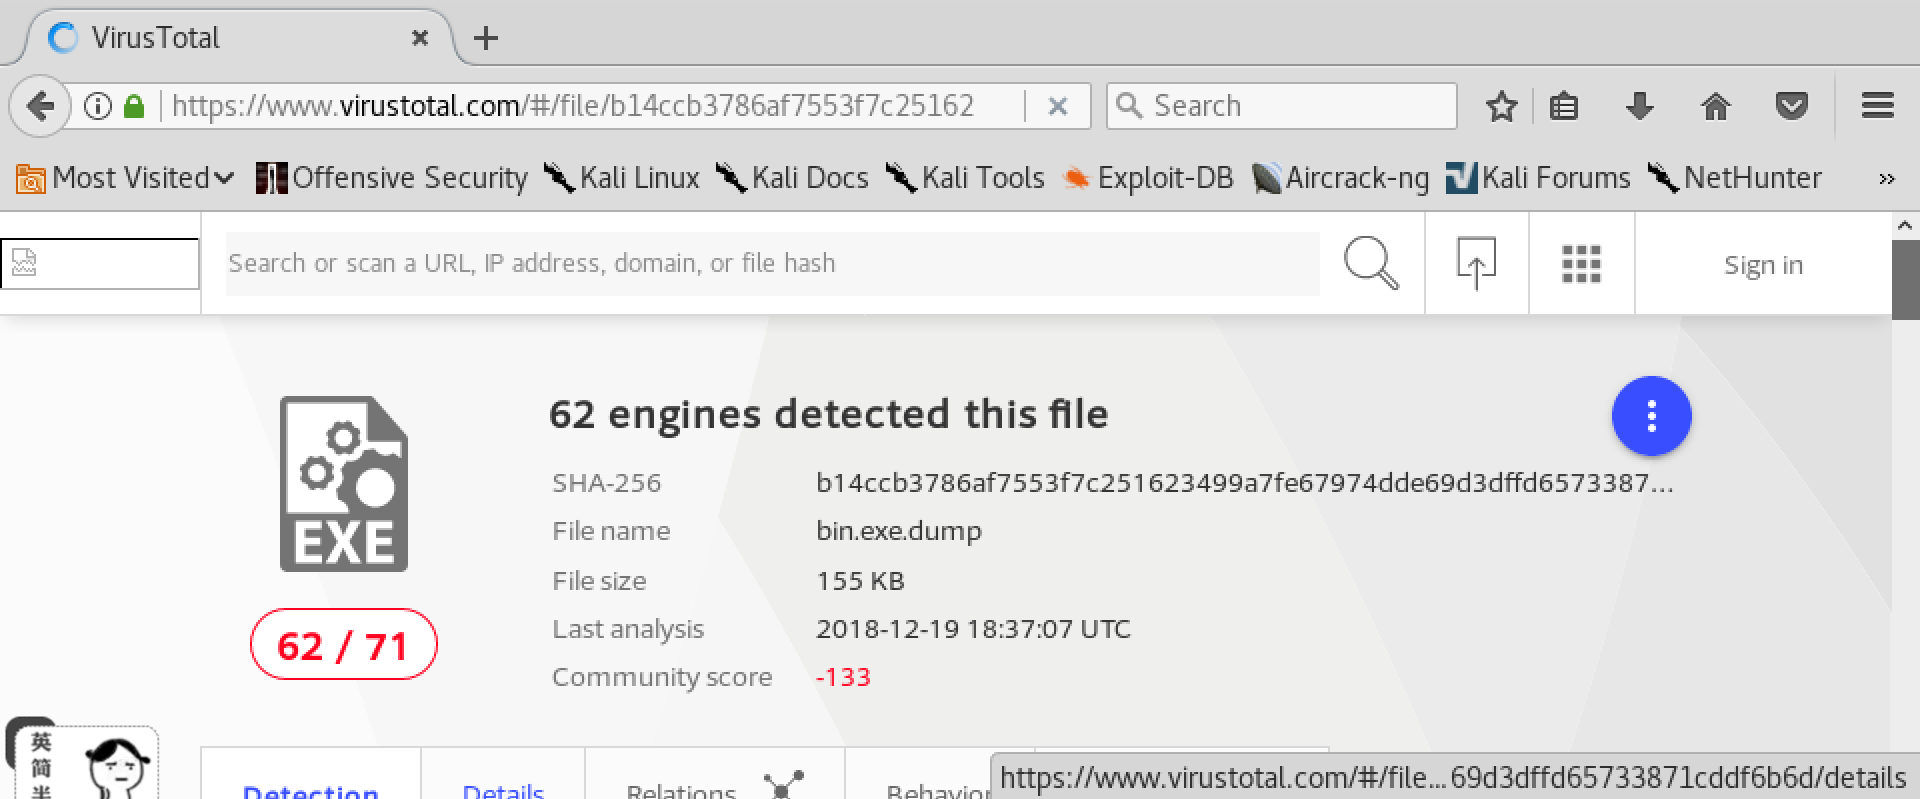 VirusTotal
https://www.virustotal.com/#/file/b14ccb3786af7553f7c25162
Search
Most Visited
Offensive Security
Kali Linux
Kali Docs
Kali Tools
Exploit-DB
Aircrack-ng
Kali Forums
NetHunter
Search or scan a URL, IP address, domain, or file hash
Sign in
EXE
62 / 71
62 engines detected this file
SHA-256 b14ccb3786af7553f7c251623499a7fe67974dde69d3dffd6573387...
File name bin.exe.dump
File size 155 KB
Last analysis 2018-12-19 18:37:07 UTC
Community score -133
英
简
半
Detection
Details
Relations
Behavior
https://www.virustotal.com/#/file...69d3dffd65733871cddf6b6d/details